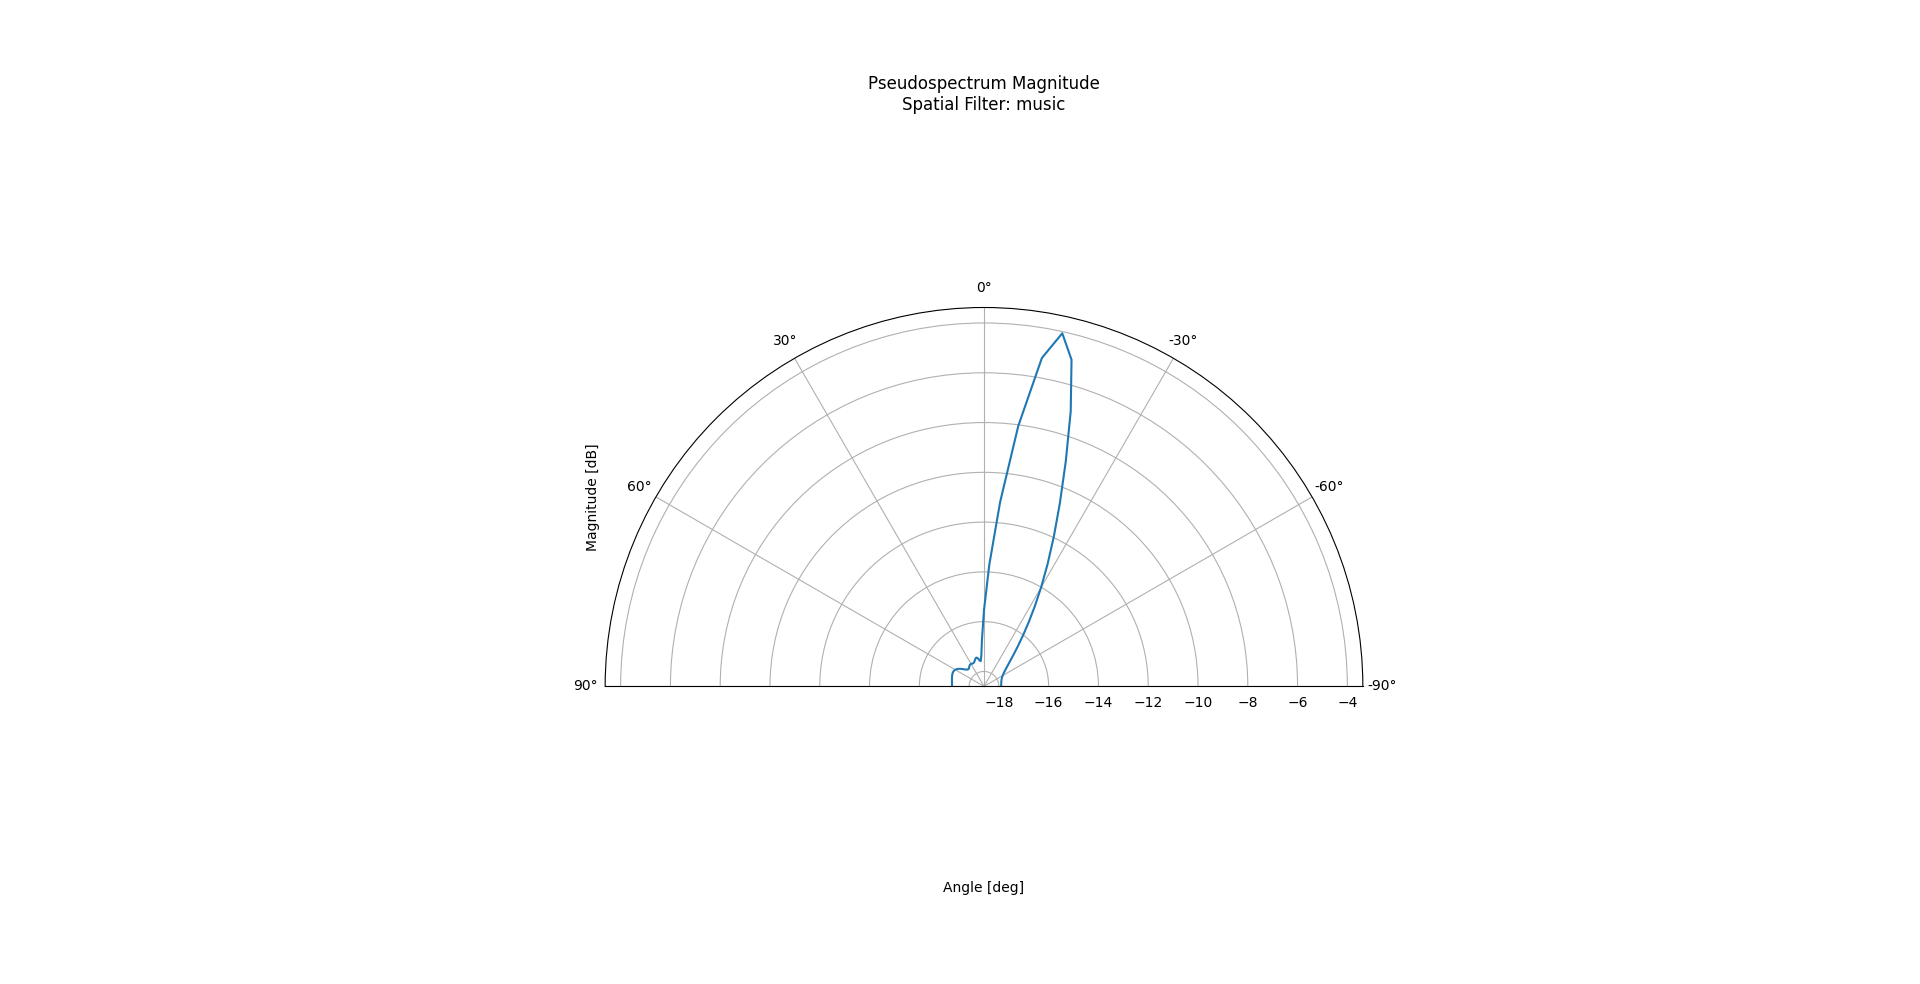 Pseudospectrum Magnitude
Spatial Filter: music
0°
30°
-30°
Magnitude [dB]
60°
-60°
90°
-90°
−18 −16 −14 −12 −10 −8 −6 −4
Angle [deg]